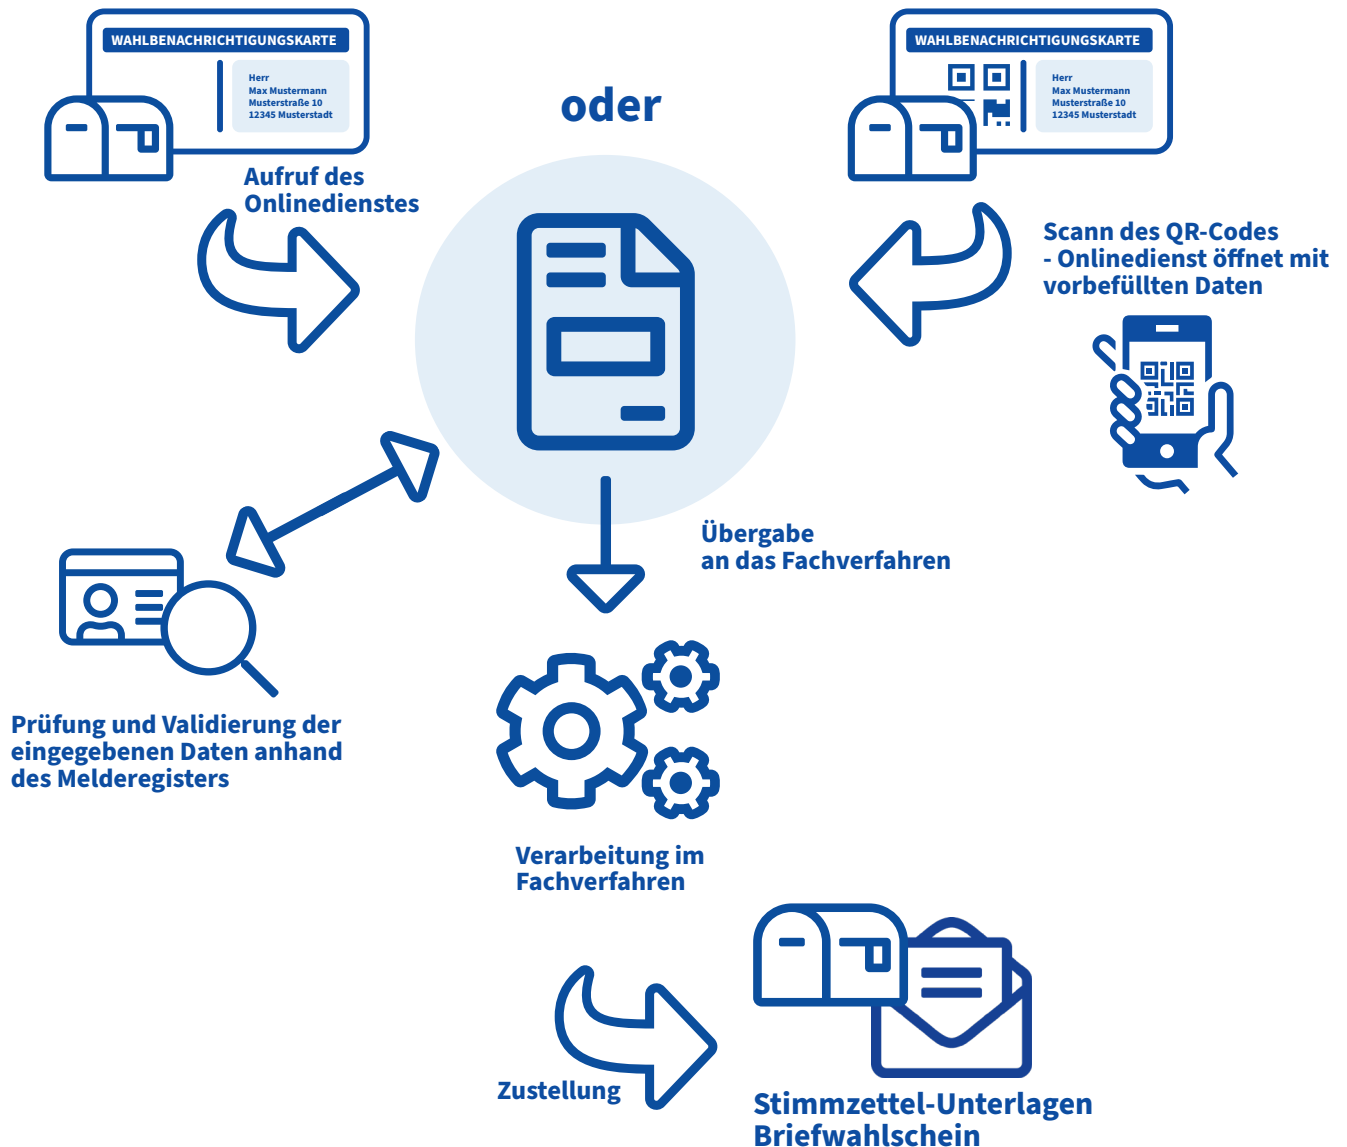 WAHLBENACHRICHTIGUNGSKARTE
Herr
Max Mustermann
Musterstraße 10
12345 Musterstadt
Aufruf des
Onlinedienstes
oder
WAHLBENACHRICHTIGUNGSKARTE
Herr
Max Mustermann
Musterstraße 10
12345 Musterstadt
Scann des QR-Codes
- Onlinedienst öffnet mit
vorbefüllten Daten
Übergabe
an das Fachverfahren
Prüfung und Validierung der
eingegebenen Daten anhand
des Melderegisters
Verarbeitung im
Fachverfahren
Zustellung
Stimmzettel-Unterlagen
Briefwahlschein